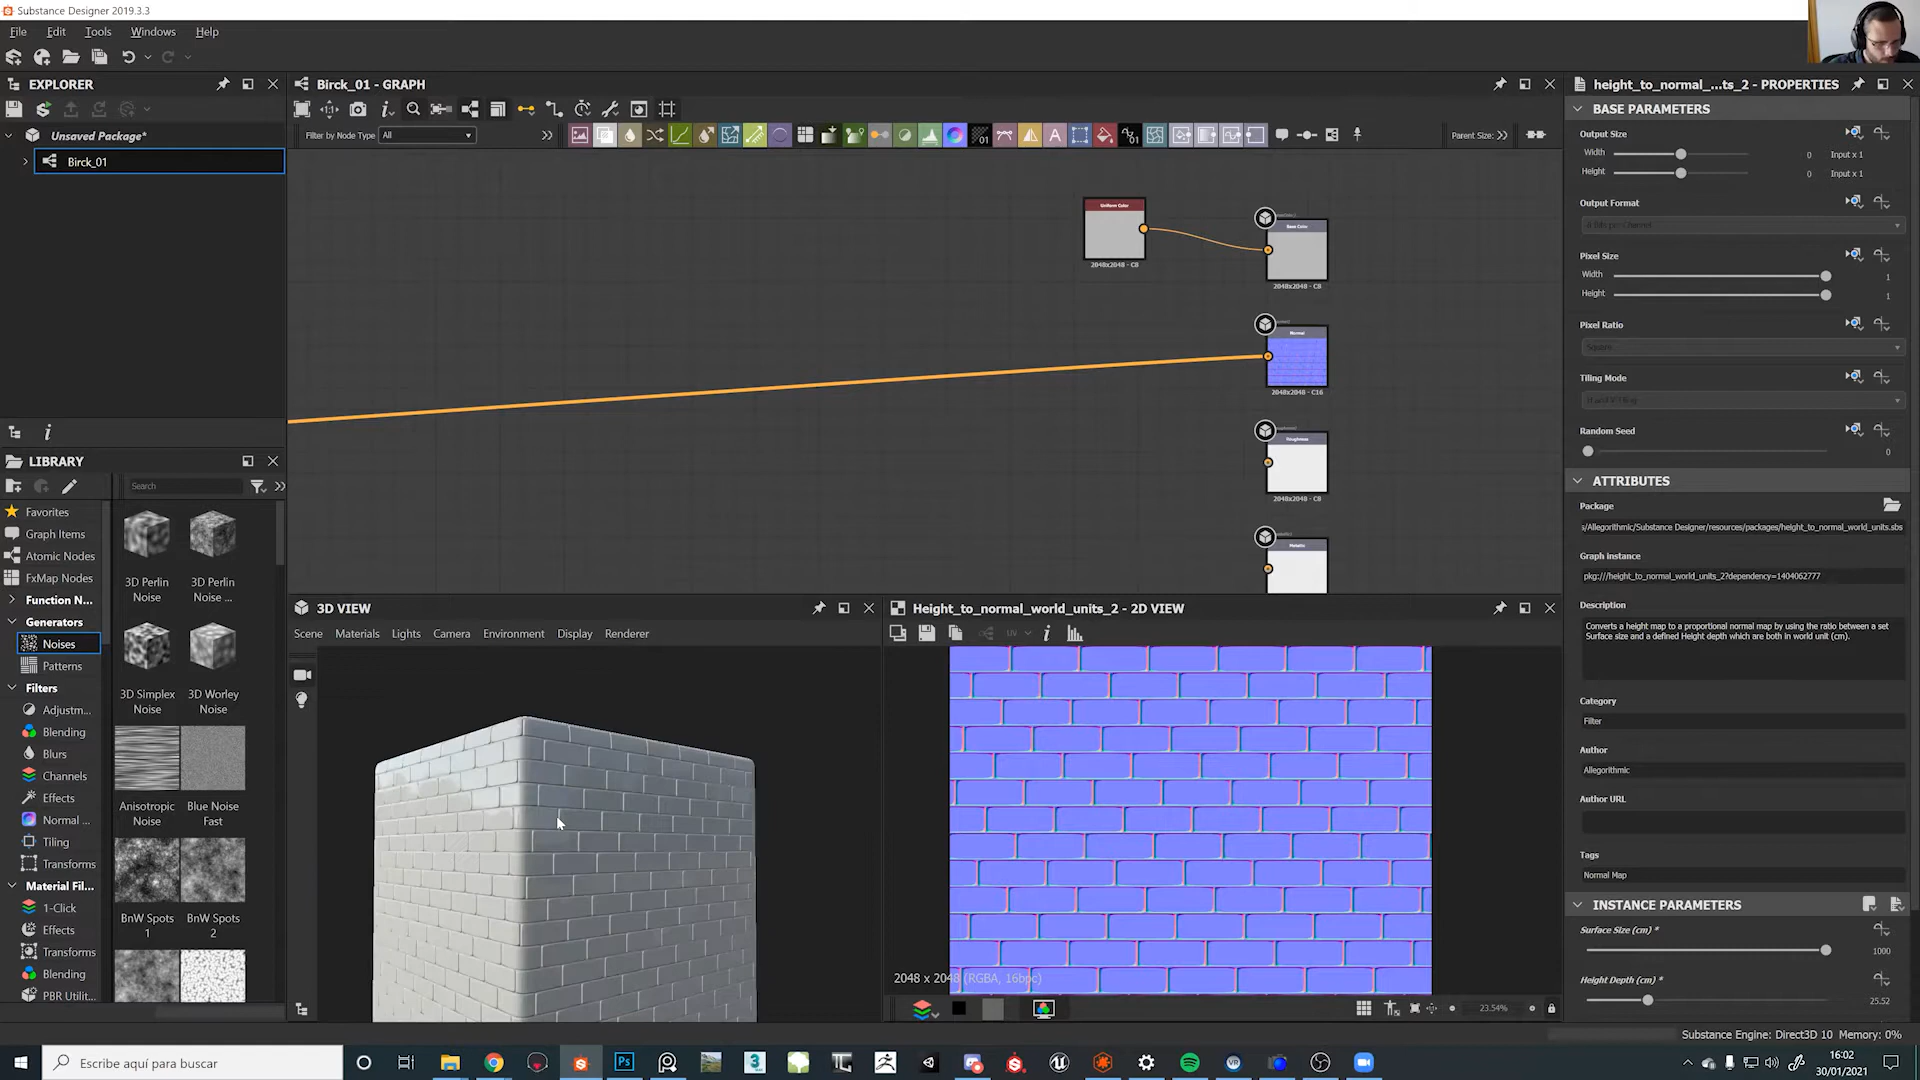 Substance Designer 2019.3.3
File Edit Tools Windows Help
EXPLORER
Unsaved Package*
Birck_01
LIBRARY
Search
Favorites
Graph Items
Atomic Nodes
FxMap Nodes
Function N...
Generators
Noises
Patterns
Filters
Adjustm...
Blending
Blurs
Channels
Effects
Normal ...
Tiling
Transforms
Material Fil...
1-Click
Effects
Transforms
Blending
PBR Utilit...
3D Perlin
Noise
3D Perlin
Noise ...
3D Simplex
Noise
3D Worley
Noise
Anisotropic
Noise
Blue Noise
Fast
BnW Spots
1
BnW Spots
2
Birck_01 - GRAPH
Filter by Node Type All
Parent Size:
Uniform Color
2048x2048 - C8
Base Color
2048x2048 - C8
Normal
2048x2048 - C16
Roughness
2048x2048 - C8
Metallic
3D VIEW
Scene Materials Lights Camera Environment Display Renderer
Height_to_normal_world_units_2 - 2D VIEW
UV
2048 x 2048 (RGBA, 16bpc)
23.54%
height_to_normal_...ts_2 - PROPERTIES
BASE PARAMETERS
Output Size
Width 0 Input x 1
Height 0 Input x 1
Output Format
Pixel Size
Width 1
Height 1
Pixel Ratio
Square
Tiling Mode
Random Seed
0
ATTRIBUTES
Package
s/Allegorithmic/Substance Designer/resources/packages/height_to_normal_world_units.sbs
Graph instance
pkg:///height_to_normal_world_units_2?dependency=1404062777
Description
Converts a height map to a proportional normal map by using the ratio between a set
Surface size and a defined Height depth which are both in world unit (cm).
Category
Filter
Author
Allegorithmic
Author URL
Tags
Normal Map
INSTANCE PARAMETERS
Surface Size (cm) *
1000
Height Depth (cm) *
25.52
Substance Engine: Direct3D 10 Memory: 0%
Escribe aquí para buscar
16:02
30/01/2021